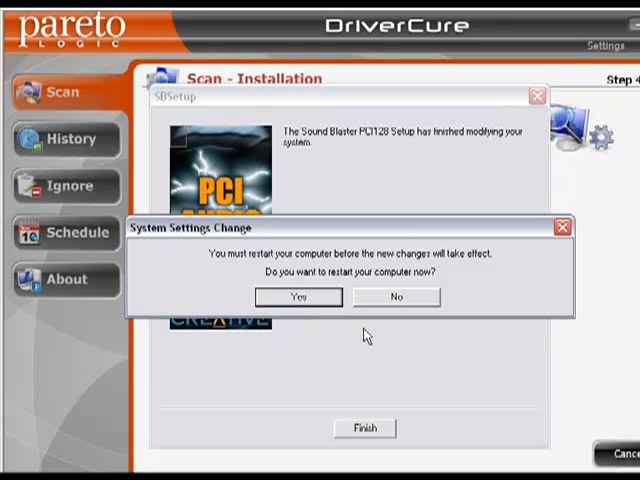 pareto
LOGIC
DriverCure
Settings
Scan
History
Ignore
Schedule
About
Scan - Installation
Step 4
SBSetup
The Sound Blaster PCI128 Setup has finished modifying your
system.
PCI
System Settings Change
You must restart your computer before the new changes will take effect.
Do you want to restart your computer now?
Yes
No
CREATIVE
Finish
Cance